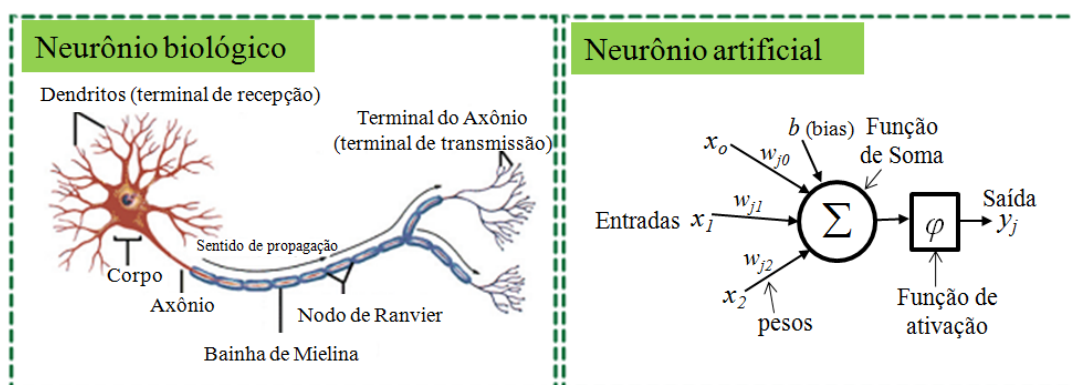 Neurônio biológico
Dendritos (terminal de recepção)
Terminal do Axônio
(terminal de transmissão)
Sentido de propagação
Corpo
Axônio
Nodo de Ranvier
Bainha de Mielina
Neurônio artificial
b (bias)
Função
de Soma
xo
wj0
Entradas
x1
wj1
Σ
φ
Saída
yj
wj2
x2
pesos
Função de
ativação